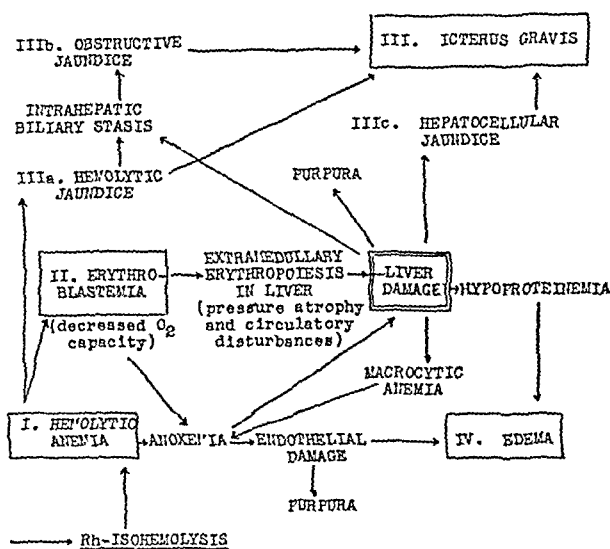 IIIb. OBSTRUCTIVE
JAUNDICE
III. ICTERUS GRAVIS
INTRAHEPATIC
BILIARY STASIS
IIIc. HEPATOCELLULAR
JAUNDICE
IIIa. HEMOLYTIC
JAUNDICE
PURPURA
II. ERYTHRO-
BLASTEMIA
(decreased O2
capacity)
EXTRAMEDULLARY
ERYTHROPOIESIS
IN LIVER
(pressure atrophy
and circulatory
disturbances)
LIVER
DAMAGE
HYPOPROTEINEMIA
MACROCYTIC
ANEMIA
I. HEMOLYTIC
ANEMIA
ANOXEMIA
ENDOTHELIAL
DAMAGE
IV. EDEMA
PURPURA
Rh-ISOHEMOLYSIS